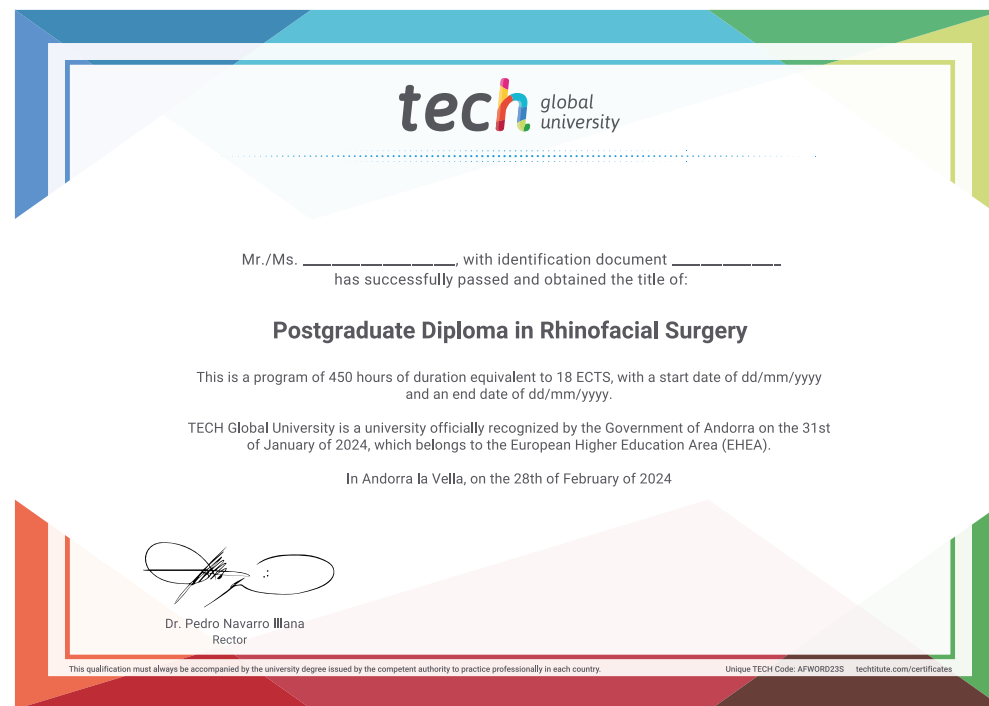 tech global university
Mr./Ms. ____________________, with identification document ______________
has successfully passed and obtained the title of:
Postgraduate Diploma in Rhinofacial Surgery
This is a program of 450 hours of duration equivalent to 18 ECTS, with a start date of dd/mm/yyyy
and an end date of dd/mm/yyyy.
TECH Global University is a university officially recognized by the Government of Andorra on the 31st
of January of 2024, which belongs to the European Higher Education Area (EHEA).
In Andorra la Vella, on the 28th of February of 2024
Dr. Pedro Navarro Illana
Rector
This qualification must always be accompanied by the university degree issued by the competent authority to practice professionally in each country.
Unique TECH Code: AFWORD23S techtitute.com/certificates